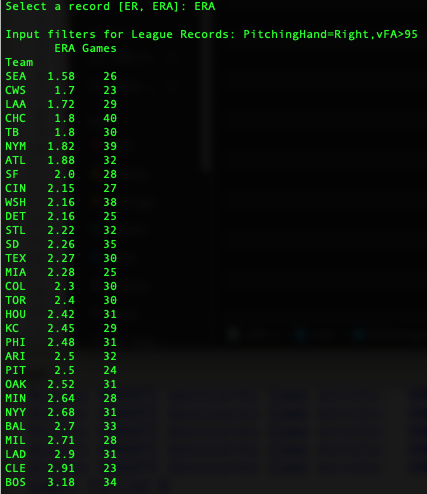 Select a record [ER, ERA]: ERA
Input filters for League Records: PitchingHand=Right,vFA>95
ERA Games
Team
SEA 1.58 26
CWS 1.7 23
LAA 1.72 29
CHC 1.8 40
TB 1.8 30
NYM 1.82 39
ATL 1.88 32
SF 2.0 28
CIN 2.15 27
WSH 2.16 38
DET 2.16 25
STL 2.22 32
SD 2.26 35
TEX 2.27 30
MIA 2.28 25
COL 2.3 30
TOR 2.4 30
HOU 2.42 31
KC 2.45 29
PHI 2.48 31
ARI 2.5 32
PIT 2.5 24
OAK 2.52 31
MIN 2.64 28
NYY 2.68 31
BAL 2.7 33
MIL 2.71 28
LAD 2.9 31
CLE 2.91 23
BOS 3.18 34